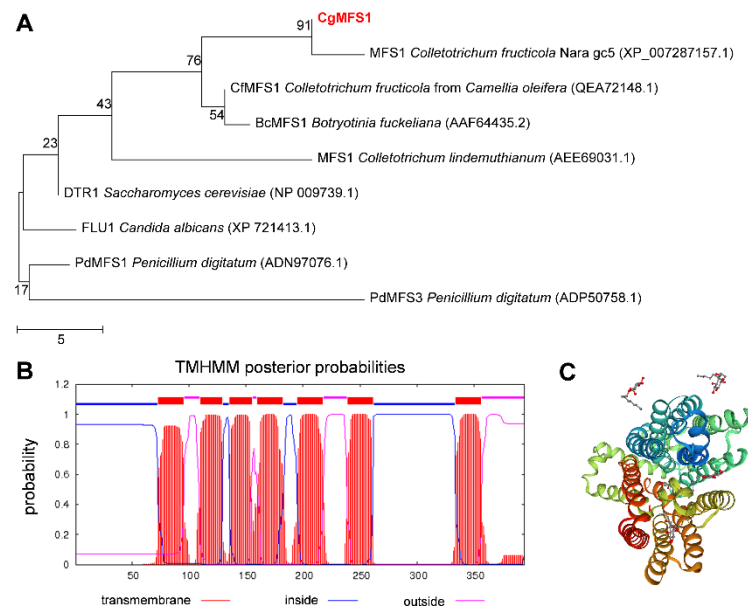 A
CgMFS1
91
MFS1 Colletotrichum fructicola Nara gc5 (XP_007287157.1)
76
CfMFS1 Colletotrichum fructicola from Camellia oleifera (QEA72148.1)
54
BcMFS1 Botryotinia fuckeliana (AAF64435.2)
43
MFS1 Colletotrichum lindemuthianum (AEE69031.1)
23
DTR1 Saccharomyces cerevisiae (NP 009739.1)
FLU1 Candida albicans (XP 721413.1)
PdMFS1 Penicillium digitatum (ADN97076.1)
17
PdMFS3 Penicillium digitatum (ADP50758.1)
5
B
TMHMM posterior probabilities
C
1.2
1
0.8
0.6
0.4
0.2
0
probability
50 100 150 200 250 300 350
transmembrane inside outside